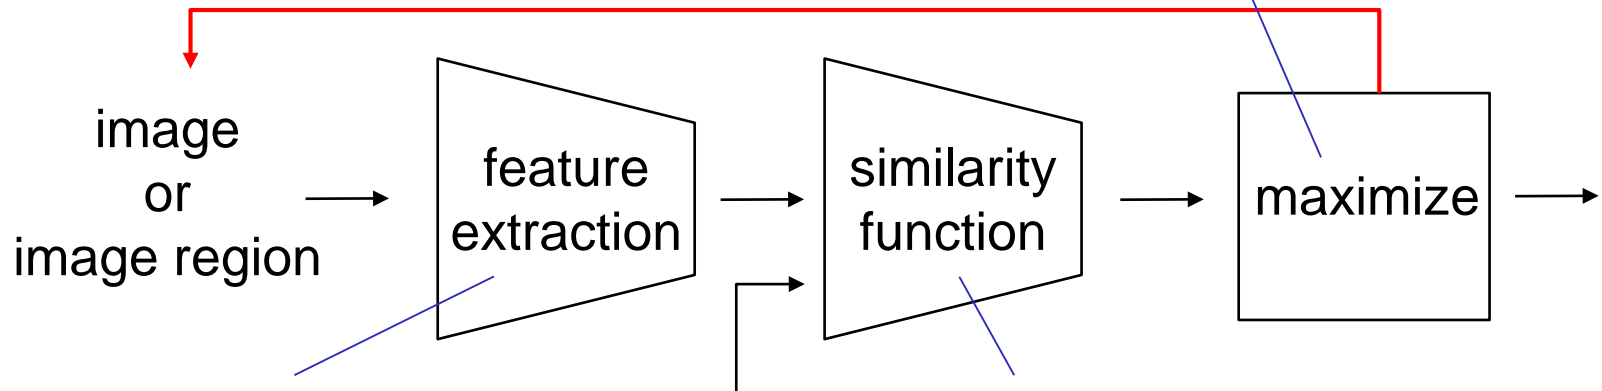 image
or
image region
feature
extraction
similarity
function
maximize